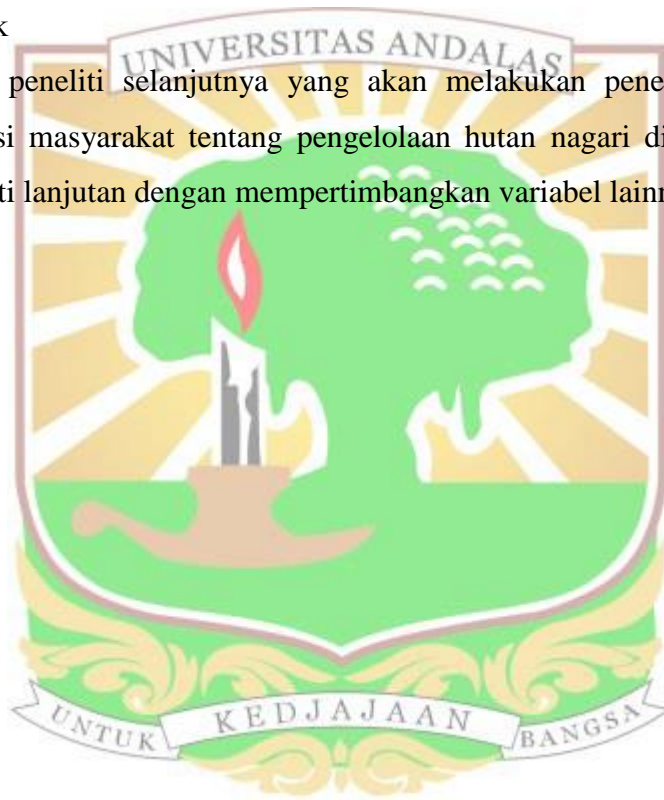 k
UNIVERSITAS ANDALAS
peneliti selanjutnya yang akan melakukan pene
si masyarakat tentang pengelolaan hutan nagari di
ti lanjutan dengan mempertimbangkan variabel lainn
UNTUK KEDJAJAAN BANGSA